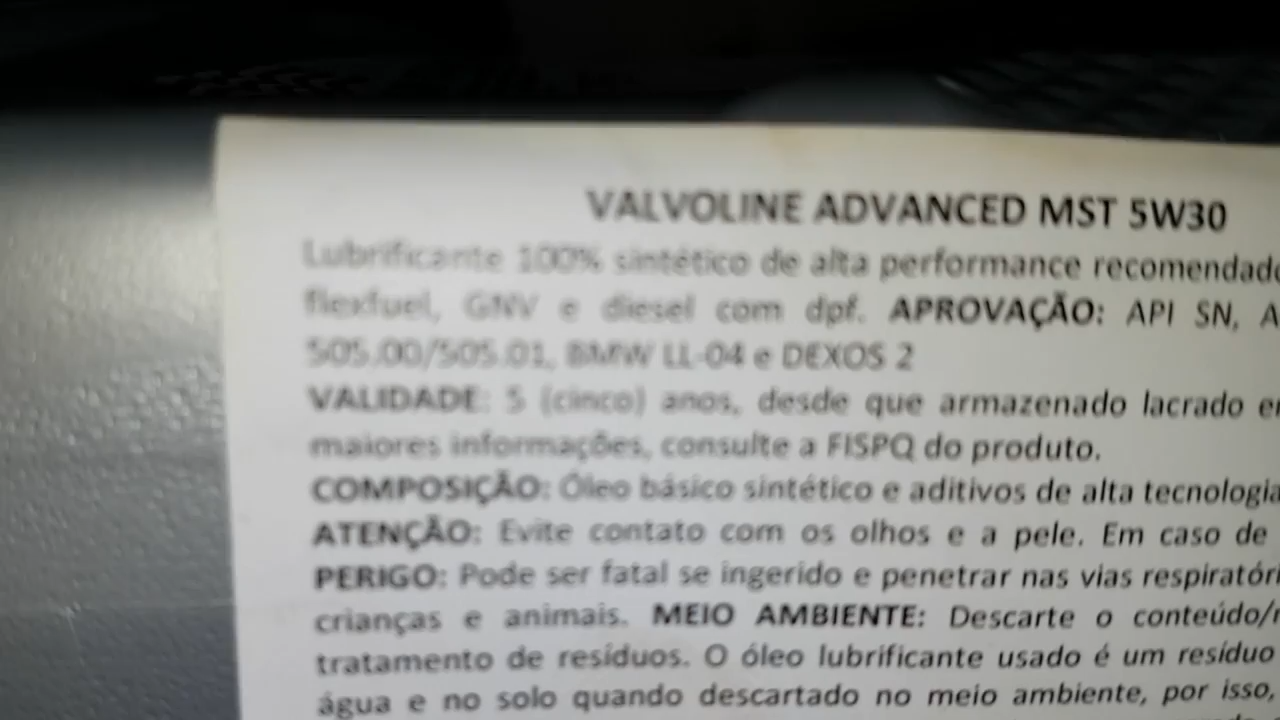 VALVOLINE ADVANCED MST 5W30
Lubrificante 100% sintético de alta performance recomendado
flexfuel, GNV e diesel com dpf. APROVAÇÃO: API SN, A
505.00/505.01, BMW LL-04 e DEXOS 2
VALIDADE: 5 (cinco) anos, desde que armazenado lacrado
maiores informações, consulte a FISPQ do produto.
COMPOSIÇÃO: Óleo básico sintético e aditivos de alta tecnologia
ATENÇÃO: Evite contato com os olhos e a pele. Em caso de
PERIGO: Pode ser fatal se ingerido e penetrar nas vias
crianças e animais. MEIO AMBIENTE: Descarte o conteúdo/
tratamento de resíduos. O óleo lubrificante usado é um resíduo
água e no solo quando descartado no meio ambiente, por isso,